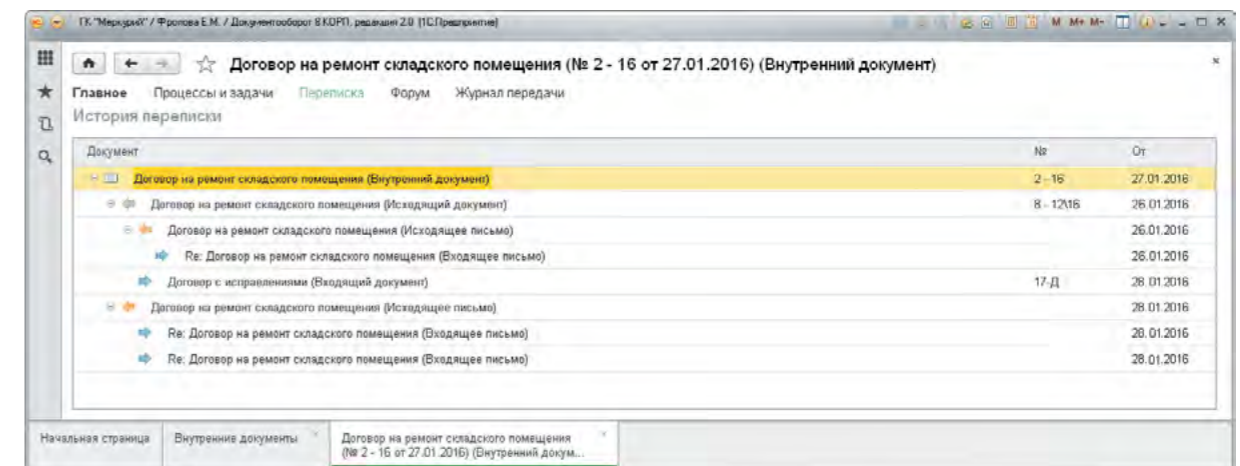 ГК "Меркурий" / Фролова Е.М. / Документооборот 8 КОРП, редакция 2.0 (1С:Предприятие)
M M+ M-
Договор на ремонт складского помещения (№ 2 - 16 от 27.01.2016) (Внутренний документ)
Главное Процессы и задачи Переписка Форум Журнал передачи
История переписки
Документ № От
Договор на ремонт складского помещения (Внутренний документ) 2 - 16 27.01.2016
Договор на ремонт складского помещения (Исходящий документ) 8 - 12\16 26.01.2016
Договор на ремонт складского помещения (Исходящее письмо) 26.01.2016
Re: Договор на ремонт складского помещения (Входящее письмо) 26.01.2016
Договор с исправлениями (Входящий документ) 17-Д 28.01.2016
Договор на ремонт складского помещения (Исходящее письмо) 28.01.2016
Re: Договор на ремонт складского помещения (Входящее письмо) 28.01.2016
Re: Договор на ремонт складского помещения (Входящее письмо) 28.01.2016
Начальная страница Внутренние документы Договор на ремонт складского помещения
(№ 2 - 16 от 27.01.2016) (Внутренний докум...